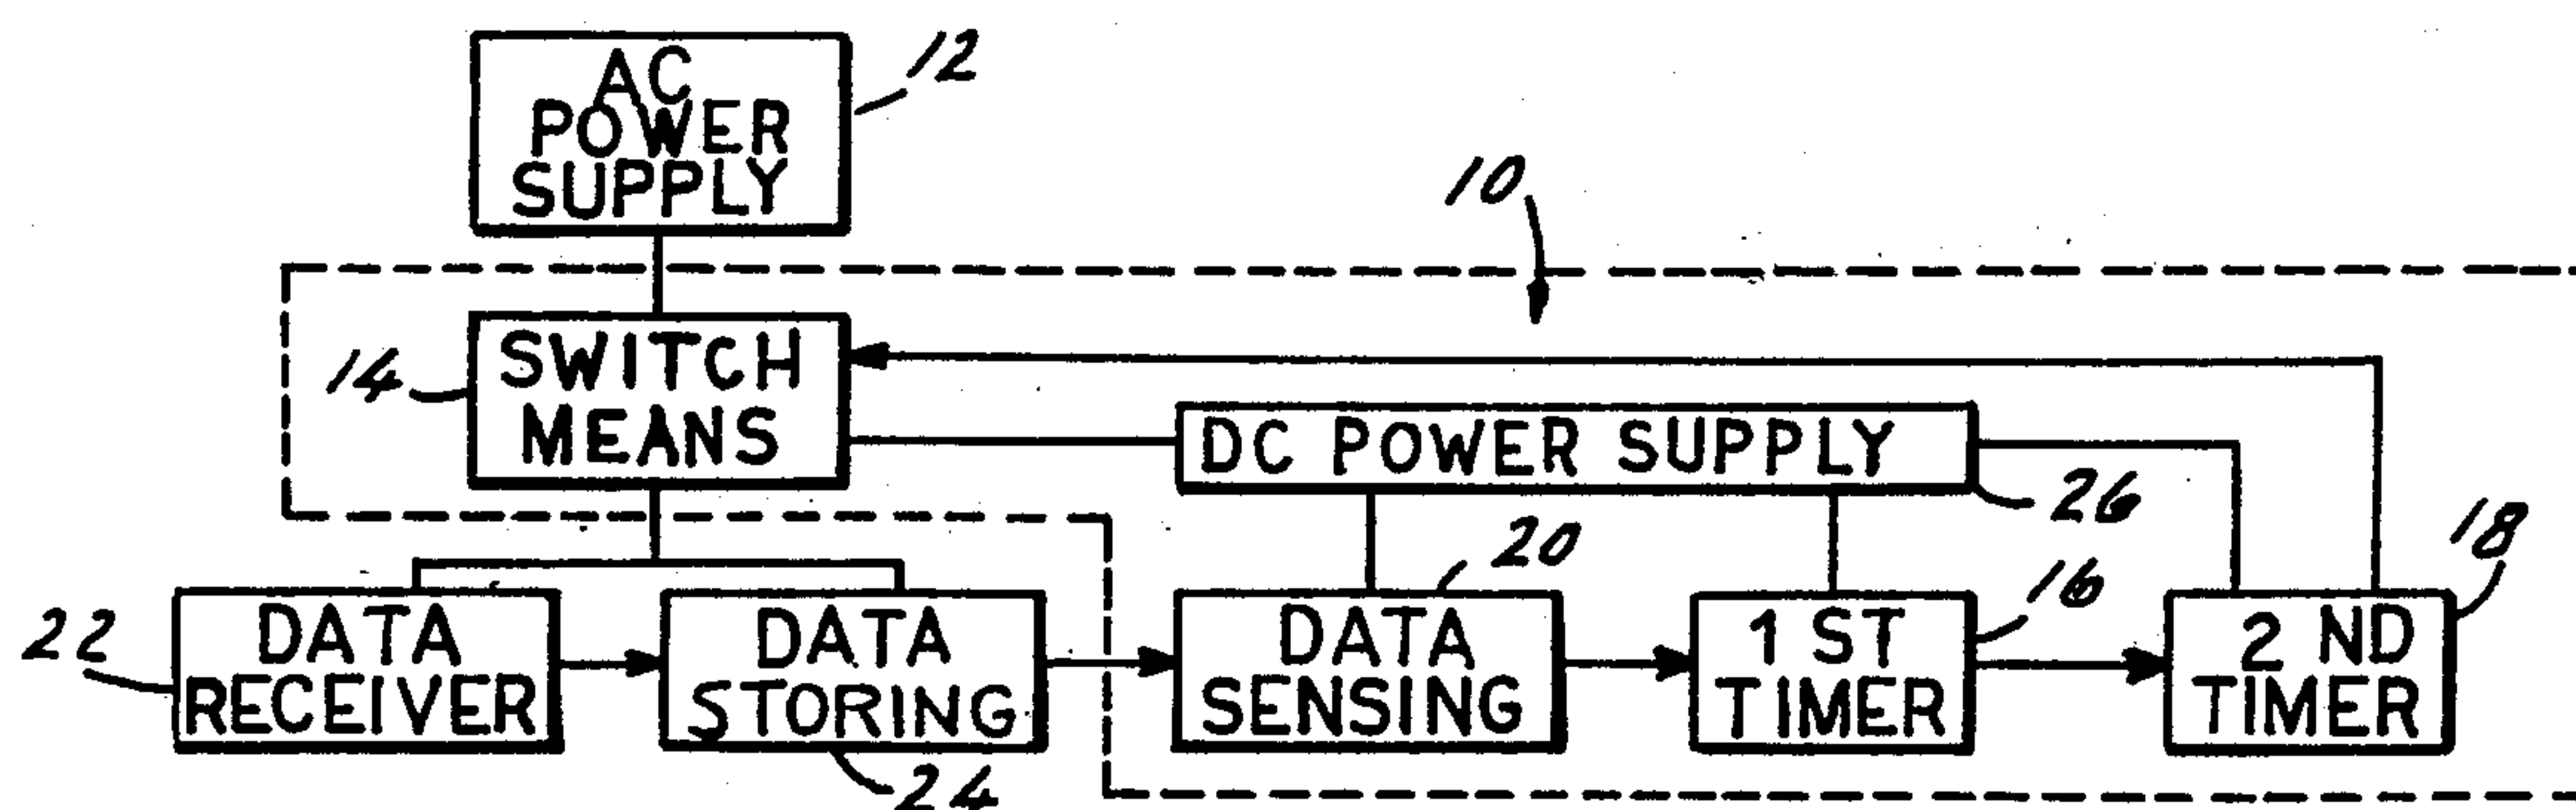 AC
POWER
SUPPLY
12
10
SWITCH
MEANS
14
DC POWER SUPPLY
26
20
16
18
22
DATA
RECEIVER
DATA
STORING
DATA
SENSING
1 ST
TIMER
2 ND
TIMER
24